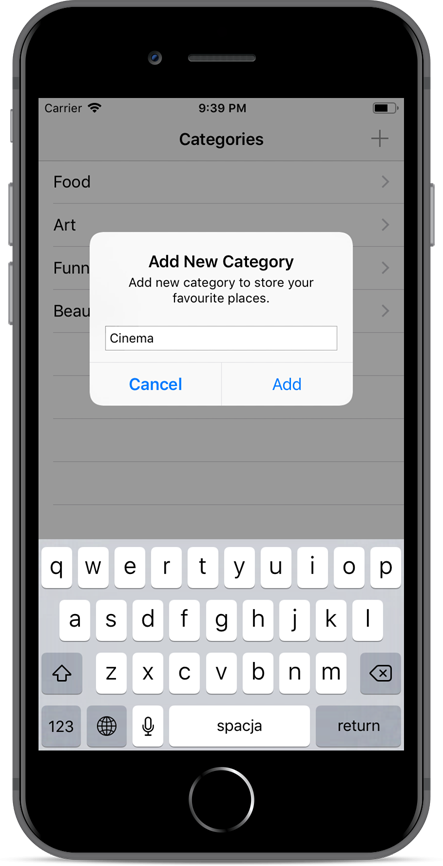 Carrier 9:39 PM
Categories
Food
Art
Funn
Beau
Add New Category
Add new category to store your
favourite places.
Cinema
Cancel Add
q w e r t y u i o p
a s d f g h j k l
z x c v b n m
123 spacja return